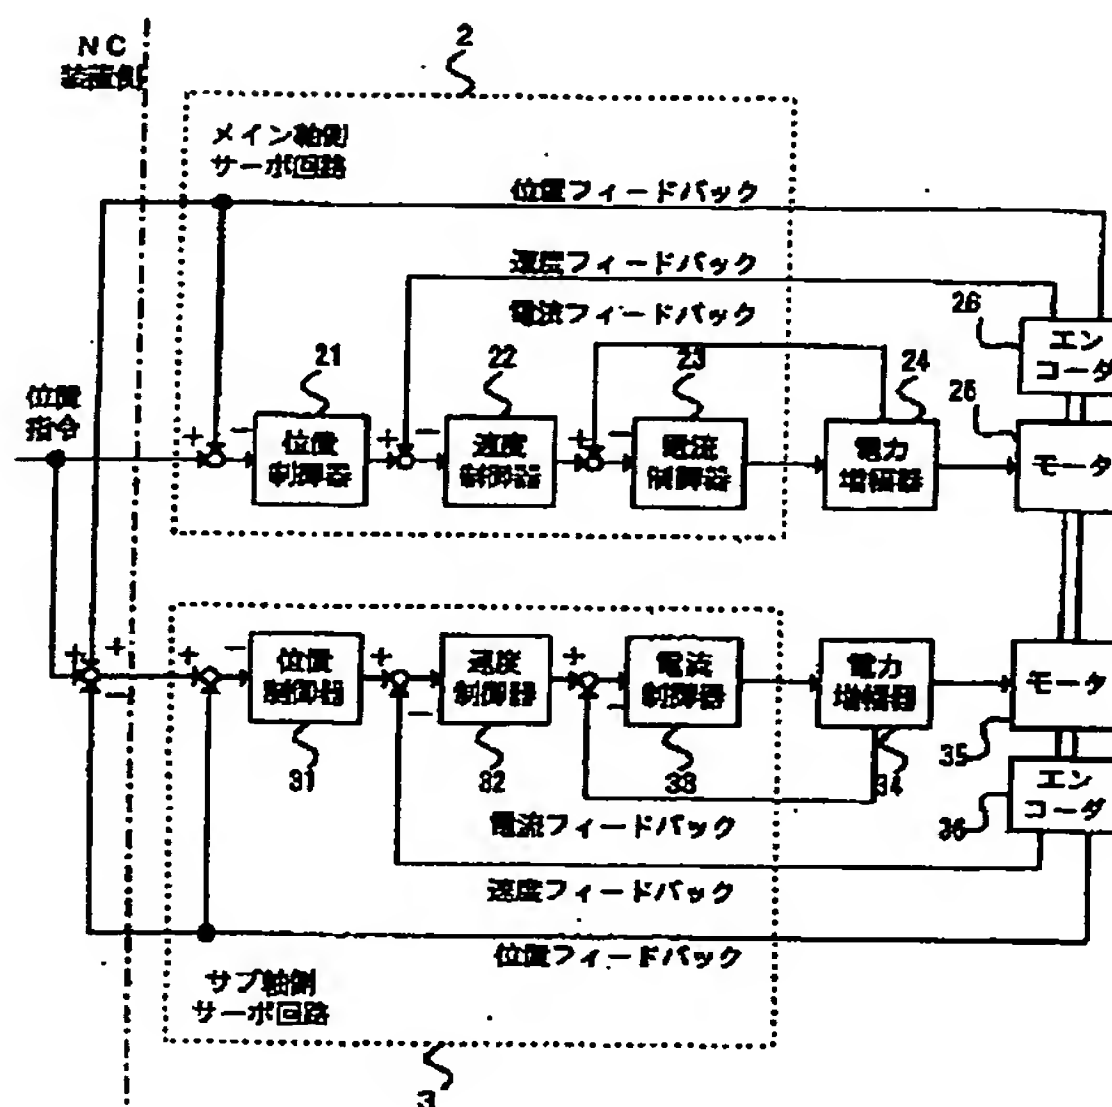 NC
装置側
2
メイン軸側
サーボ回路
位置フィードバック
速度フィードバック
電流フィードバック
26
エン
コーダ
21
22
23
24
25
位置
指令
+
−
位置
制御器
+
−
速度
制御器
+
−
電流
制御器
電力
増幅器
モータ
+
+
−
+
−
位置
制御器
+
−
速度
制御器
+
−
電流
制御器
電力
増幅器
モータ
31
32
33
34
35
エン
コーダ
36
電流フィードバック
速度フィードバック
位置フィードバック
サブ軸側
サーボ回路
3